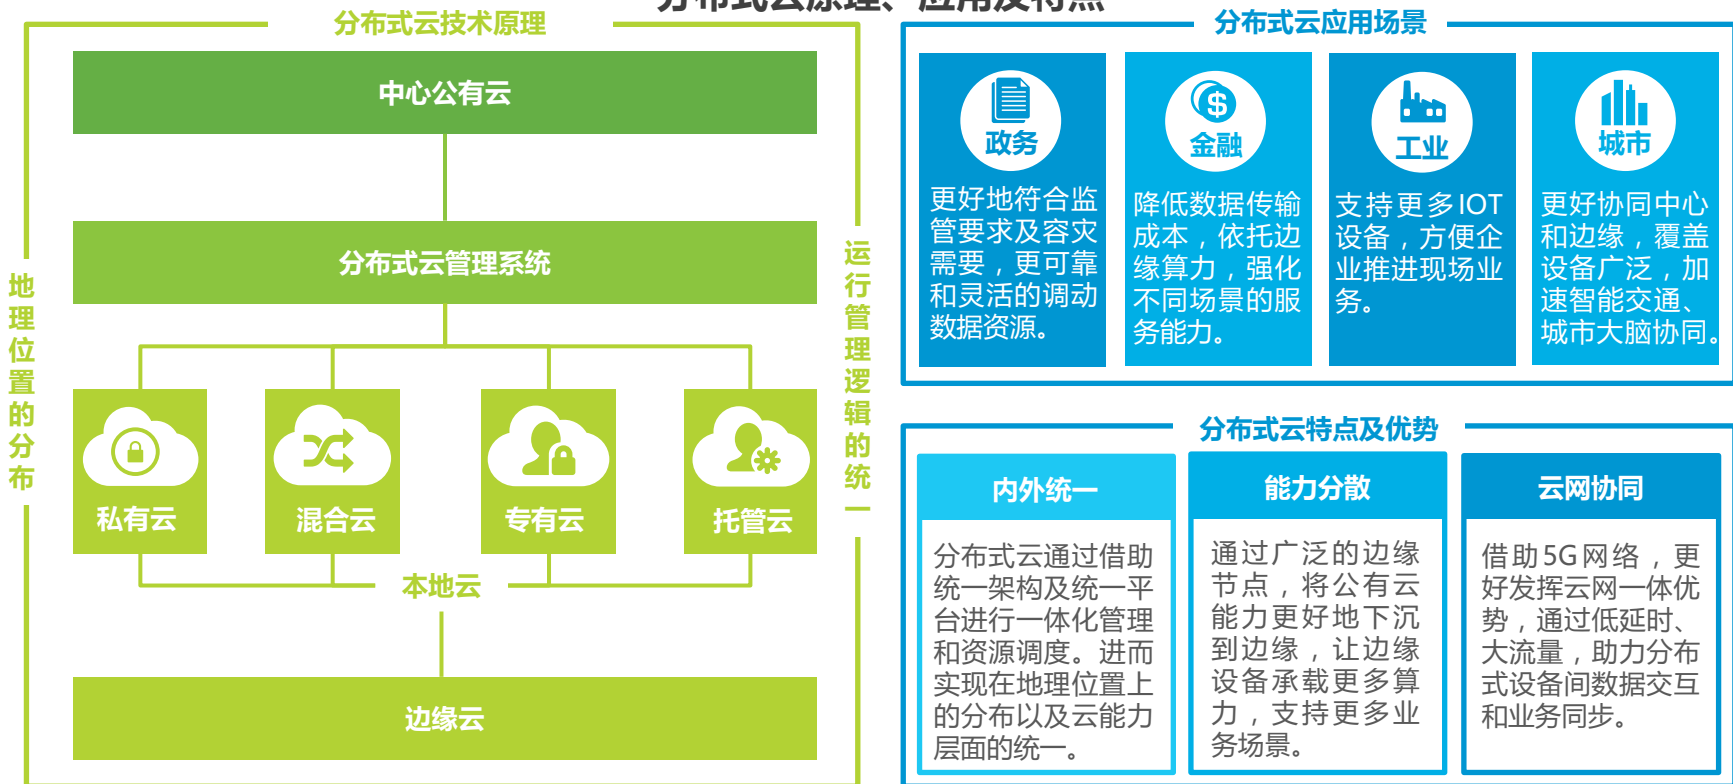 分布式云原理、应用及特点
分布式云技术原理
中心公有云
分布式云管理系统
地理位置的分布
运行管理逻辑的统一
私有云
混合云
专有云
托管云
本地云
边缘云
分布式云应用场景
政务
更好地符合监
管要求及容灾
需要，更可靠
和灵活的调动
数据资源。
金融
降低数据传输
成本，依托边
缘算力，强化
不同场景的服
务能力。
工业
支持更多IOT
设备，方便企
业推进现场业
务。
城市
更好协同中心
和边缘，覆盖
设备广泛，加
速智能交通、
城市大脑协同。
分布式云特点及优势
内外统一
分布式云通过借助
统一架构及统一平
台进行一体化管理
和资源调度。进而
实现在地理位置上
的分布以及云能力
层面的统一。
能力分散
通过广泛的边缘
节点，将公有云
能力更好地下沉
到边缘，让边缘
设备承载更多算
力，支持更多业
务场景。
云网协同
借助5G网络，更
好发挥云网一体优
势，通过低延时、
大流量，助力分布
式设备间数据交互
和业务同步。